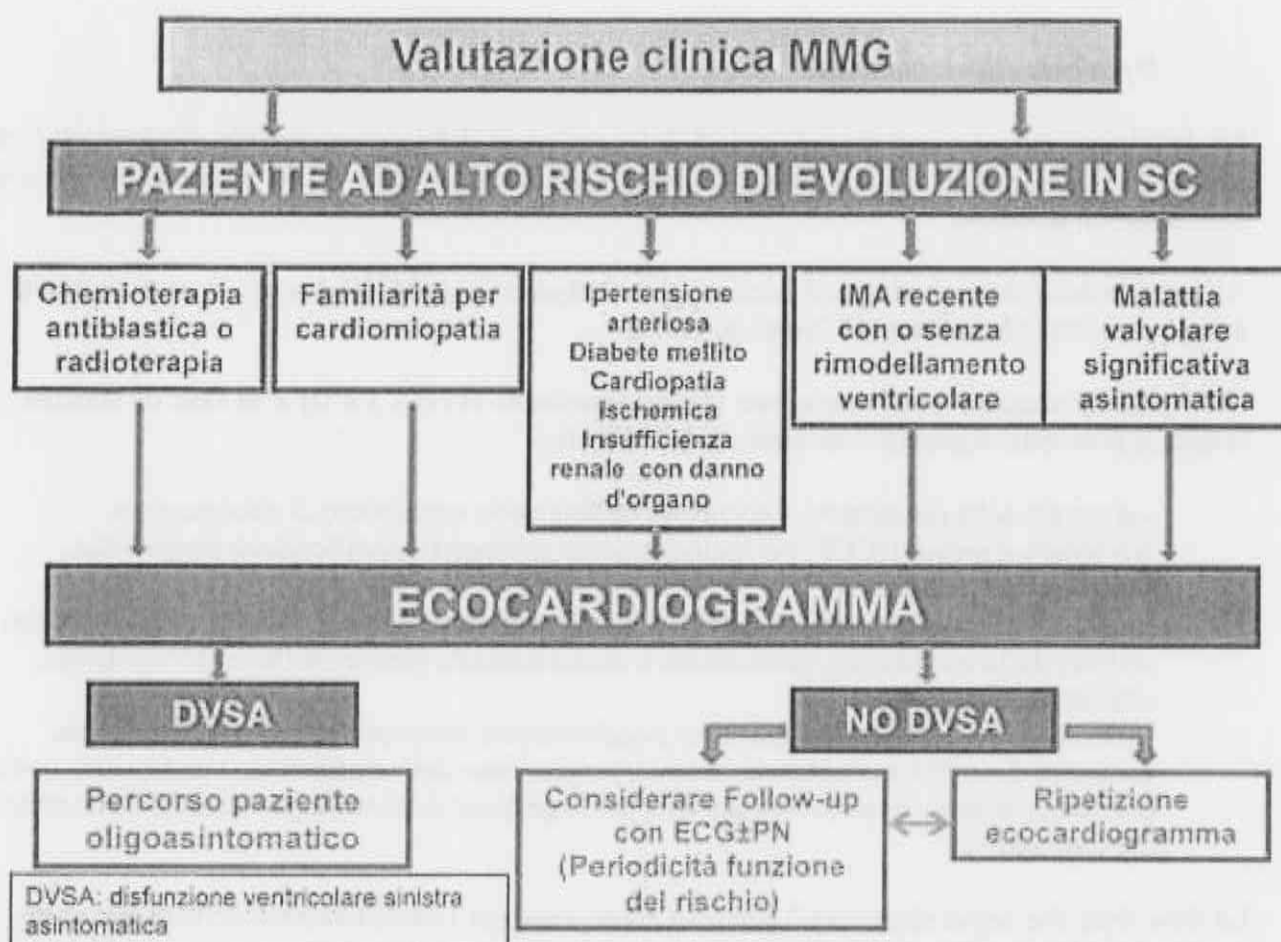 Valutazione clinica MMG
PAZIENTE AD ALTO RISCHIO DI EVOLUZIONE IN SC
Chemioterapia
antiblastica o
radioterapia
Familiarità per
cardiomiopatia
Ipertensione
arteriosa
Diabete mellito
Cardiopatia
Ischemica
Insufficienza
renale con danno
d'organo
IMA recente
con o senza
rimodellamento
ventricolare
Malattia
valvolare
significativa
asintomatica
ECOCARDIOGRAMMA
DVSA
NO DVSA
Percorso paziente
oligoasintomatico
Considerare Follow-up
con ECG±PN
(Periodicità funzione
del rischio)
Ripetizione
ecocardiogramma
DVSA: disfunzione ventricolare sinistra
asintomatica